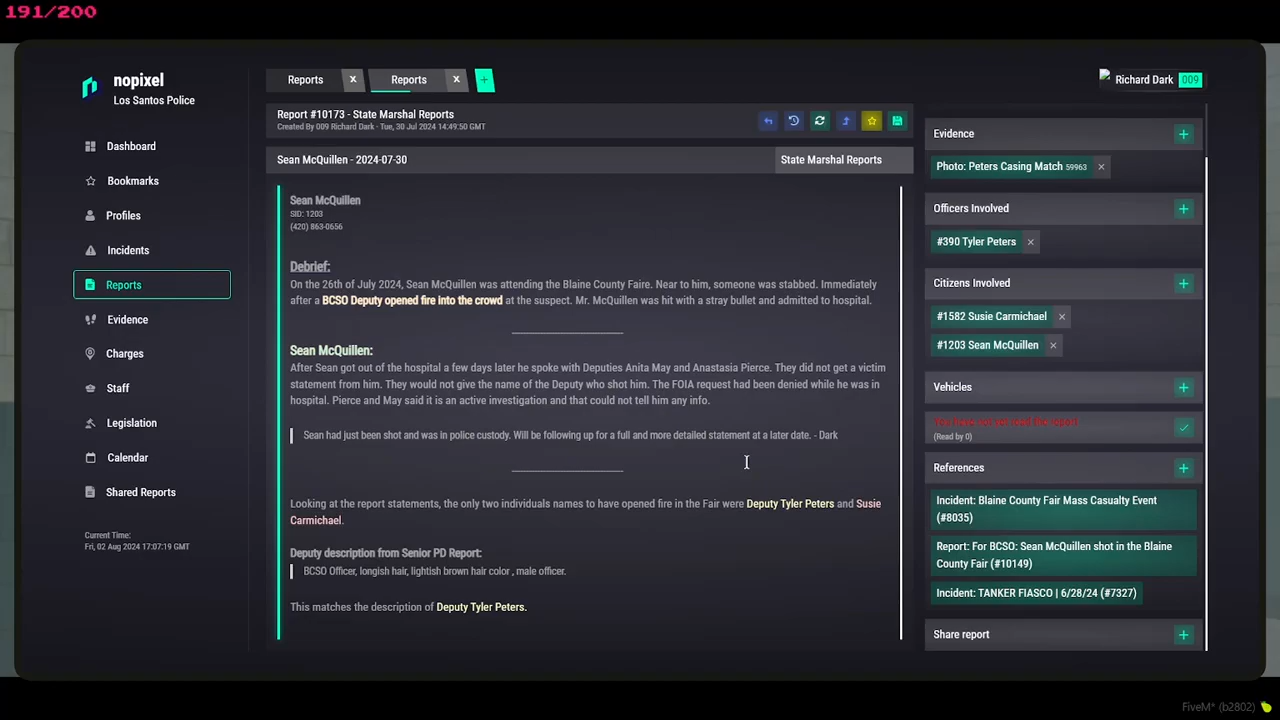 191/200
nopixel
Los Santos Police
Dashboard
Bookmarks
Profiles
Incidents
Reports
Evidence
Charges
Staff
Legislation
Calendar
Shared Reports
Current Time:
Fri, 02 Aug 2024 17:07:19 GMT
Reports x Reports x +
Richard Dark 009
Report #10173 - State Marshal Reports
Created By 009 Richard Dark - Tue, 30 Jul 2024 14:49:50 GMT
Sean McQuillen - 2024-07-30
State Marshal Reports
Sean McQuillen
SID: 1203
(420) 863-0656
Debrief:
On the 26th of July 2024, Sean McQuillen was attending the Blaine County Faire. Near to him, someone was stabbed. Immediately
after a BCSO Deputy opened fire into the crowd at the suspect. Mr. McQuillen was hit with a stray bullet and admitted to hospital.
Sean McQuillen:
After Sean got out of the hospital a few days later he spoke with Deputies Anita May and Anastasia Pierce. They did not get a victim
statement from him. They would not give the name of the Deputy who shot him. The FOIA request had been denied while he was in
hospital. Pierce and May said it is an active investigation and that could not tell him any info.
Sean had just been shot and was in police custody. Will be following up for a full and more detailed statement at a later date. - Dark
Looking at the report statements, the only two individuals names to have opened fire in the Fair were Deputy Tyler Peters and Susie
Carmichael.
Deputy description from Senior PD Report:
BCSO Officer, longish hair, lightish brown hair color , male officer.
This matches the description of Deputy Tyler Peters.
Evidence +
Photo: Peters Casing Match 59963 x
Officers Involved +
#390 Tyler Peters x
Citizens Involved +
#1582 Susie Carmichael x
#1203 Sean McQuillen x
Vehicles +
You have not yet read the report
(Read by 0)
References +
Incident: Blaine County Fair Mass Casualty Event
(#8035)
Report: For BCSO: Sean McQuillen shot in the Blaine
County Fair (#10149)
Incident: TANKER FIASCO | 6/28/24 (#7327)
Share report +
FiveM* (b2802)